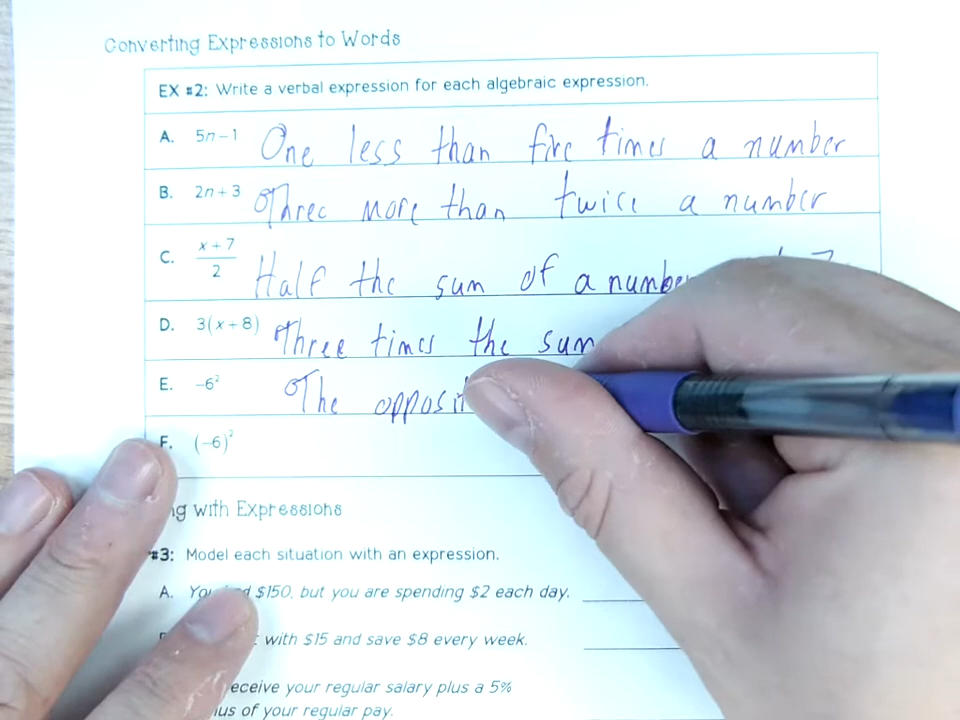 Converting Expressions to Words
EX #2: Write a verbal expression for each algebraic expression.
A. 5n - 1 One less than five times a number
B. 2n + 3 Three more than twice a number
C. x + 7
2 Half the sum of a number 7
D. 3(x + 8) Three times the sum
E. -6² The opposit
F. (-6)²
with Expressions
#3: Model each situation with an expression.
A. $150, but you are spending $2 each day.
with $15 and save $8 every week.
your regular salary plus a 5%
of your regular pay.